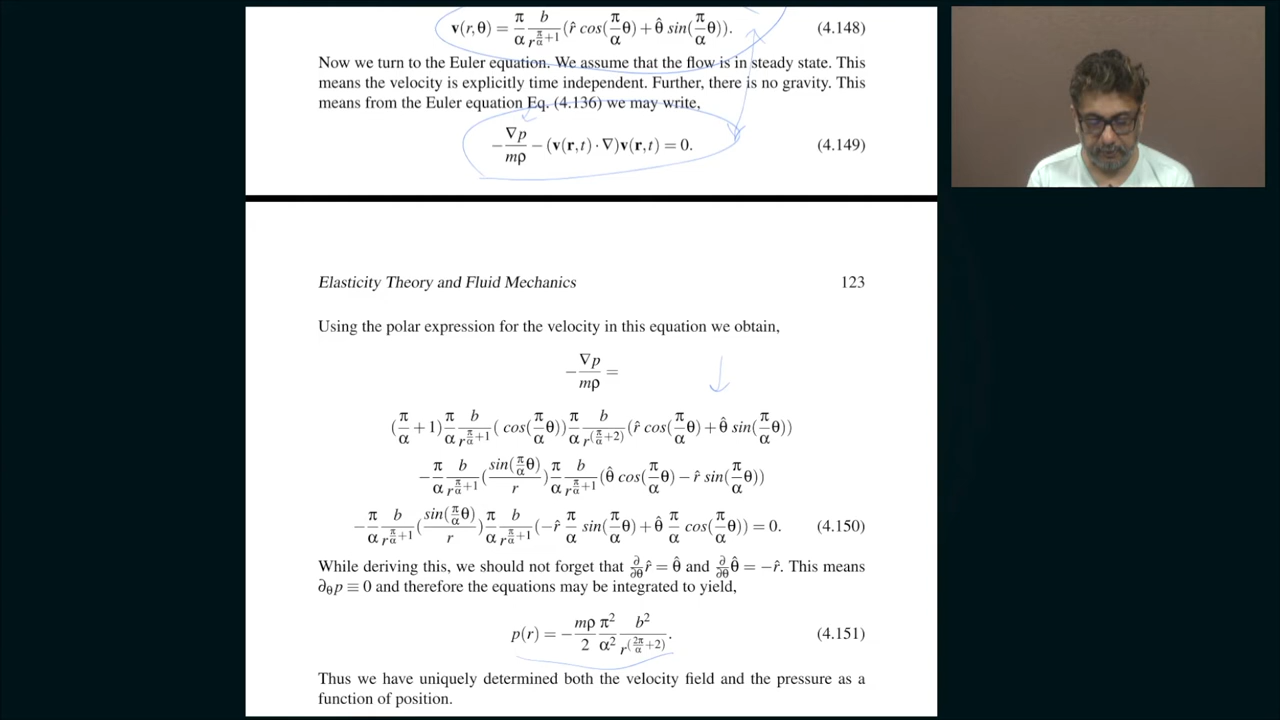 v(r,θ) = π/α b/r^(π/α+1) (r̂ cos(π/α θ) + θ̂ sin(π/α θ)). (4.148)
Now we turn to the Euler equation. We assume that the flow is in steady state. This
means the velocity is explicitly time independent. Further, there is no gravity. This
means from the Euler equation Eq. (4.136) we may write,
−∇p/mρ − (v(r,t) · ∇)v(r,t) = 0. (4.149)
Elasticity Theory and Fluid Mechanics 123
Using the polar expression for the velocity in this equation we obtain,
−∇p/mρ =
(π/α + 1) π/α b/r^(π/α+1) ( cos(π/α θ)) π/α b/r^(π/α+2) (r̂ cos(π/α θ) + θ̂ sin(π/α θ))
−π/α b/r^(π/α+1) (sin(π/α θ)/r) π/α b/r^(π/α+1) (θ̂ cos(π/α θ) − r̂ sin(π/α θ))
−π/α b/r^(π/α+1) (sin(π/α θ)/r) π/α b/r^(π/α+1) (−r̂ π/α sin(π/α θ) + θ̂ π/α cos(π/α θ)) = 0. (4.150)
While deriving this, we should not forget that ∂/∂θ r̂ = θ̂ and ∂/∂θ θ̂ = −r̂. This means
∂θp ≡ 0 and therefore the equations may be integrated to yield,
p(r) = −mρ/2 π²/α² b²/r^(2π/α+2). (4.151)
Thus we have uniquely determined both the velocity field and the pressure as a
function of position.